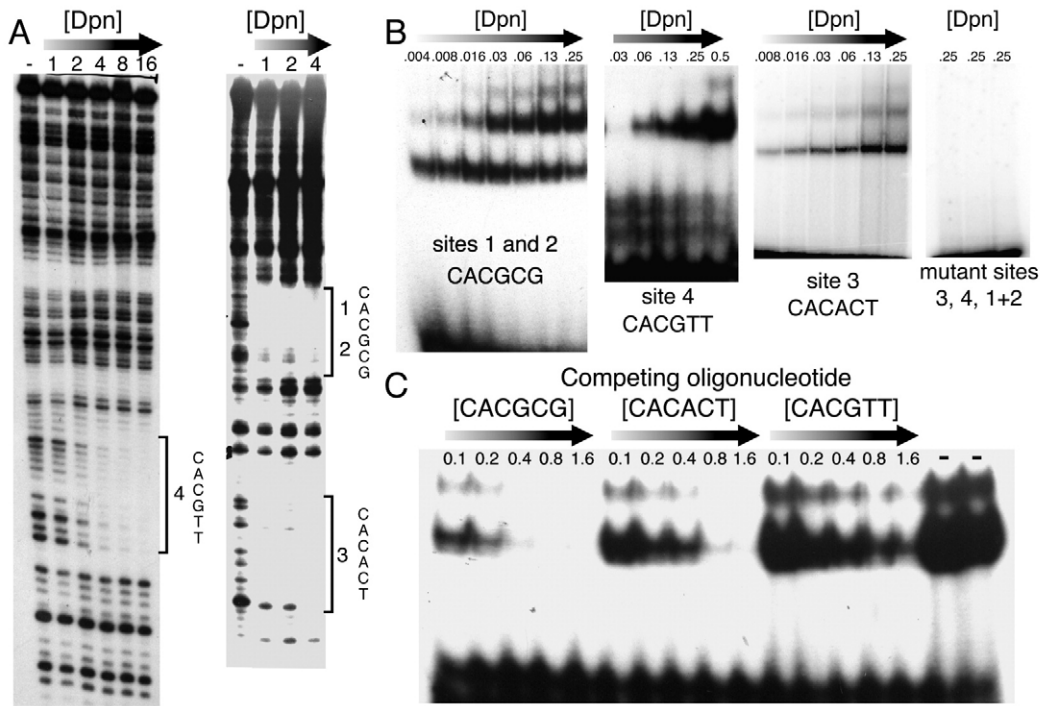 A
[Dpn]
- 1 2 4 8 16
4
CACGTT
[Dpn]
- 1 2 4
1
2
CACGCG
3
CACACT
B
[Dpn]
.004 .008 .016 .03 .06 .13 .25
sites 1 and 2
CACGCG
[Dpn]
.03 .06 .13 .25 0.5
site 4
CACGTT
[Dpn]
.008 .016 .03 .06 .13 .25
site 3
CACACT
[Dpn]
.25 .25 .25
mutant sites
3, 4, 1+2
C
Competing oligonucleotide
[CACGCG] [CACACT] [CACGTT]
0.1 0.2 0.4 0.8 1.6 0.1 0.2 0.4 0.8 1.6 0.1 0.2 0.4 0.8 1.6 - -